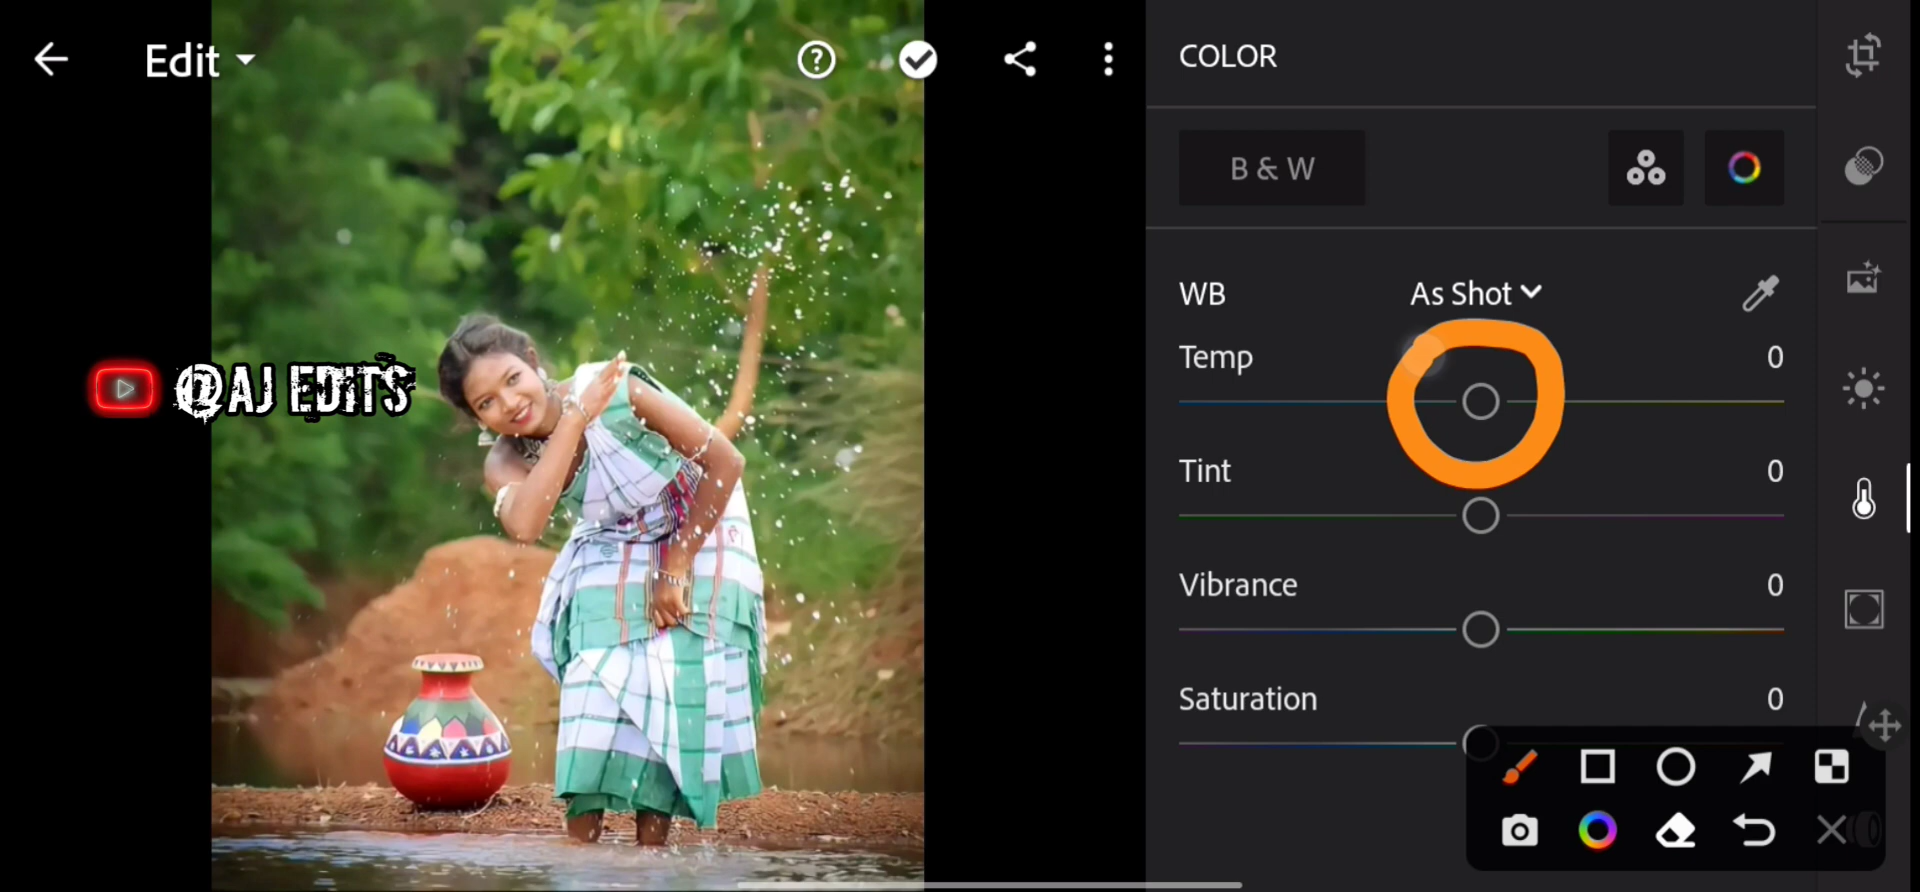 Edit
COLOR
B & W
WB As Shot
Temp 0
@AJ EDITS
Tint 0
Vibrance 0
Saturation 0